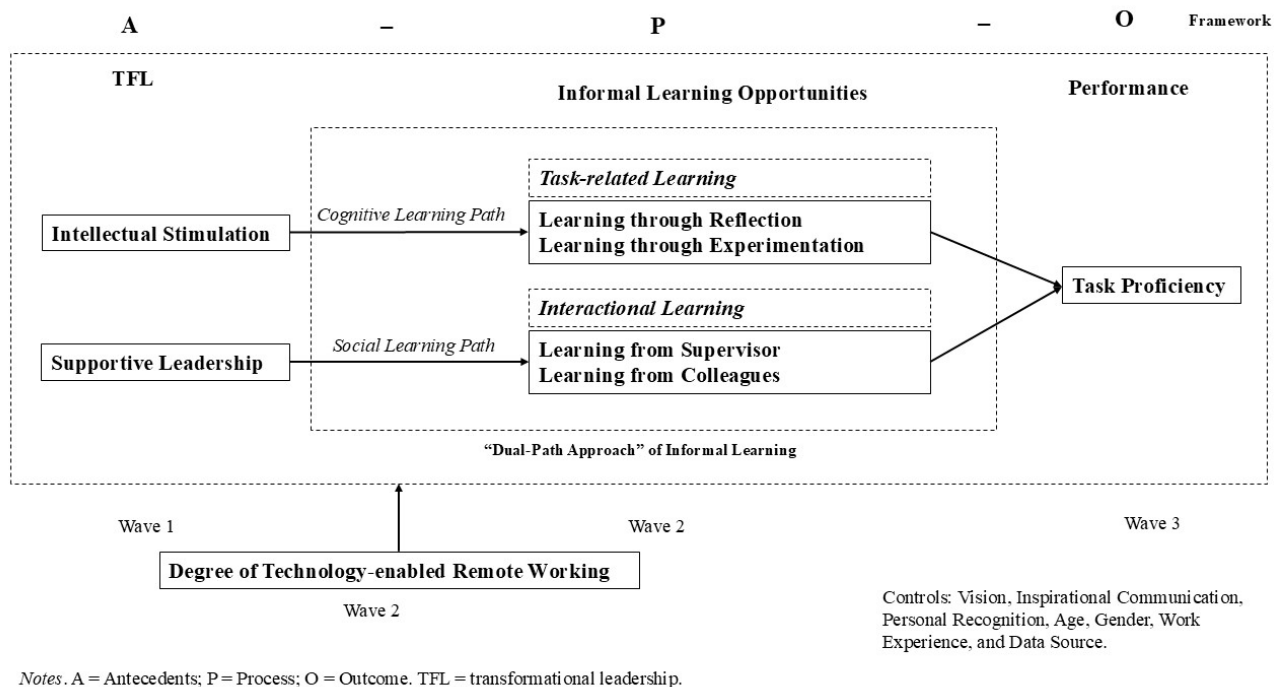 A – P – O Framework
TFL
Informal Learning Opportunities
Performance
Task-related Learning
Cognitive Learning Path
Intellectual Stimulation
Learning through Reflection
Learning through Experimentation
Task Proficiency
Interactional Learning
Social Learning Path
Supportive Leadership
Learning from Supervisor
Learning from Colleagues
“Dual-Path Approach” of Informal Learning
Wave 1
Wave 2
Wave 3
Degree of Technology-enabled Remote Working
Wave 2
Controls: Vision, Inspirational Communication,
Personal Recognition, Age, Gender, Work
Experience, and Data Source.
Notes. A = Antecedents; P = Process; O = Outcome. TFL = transformational leadership.